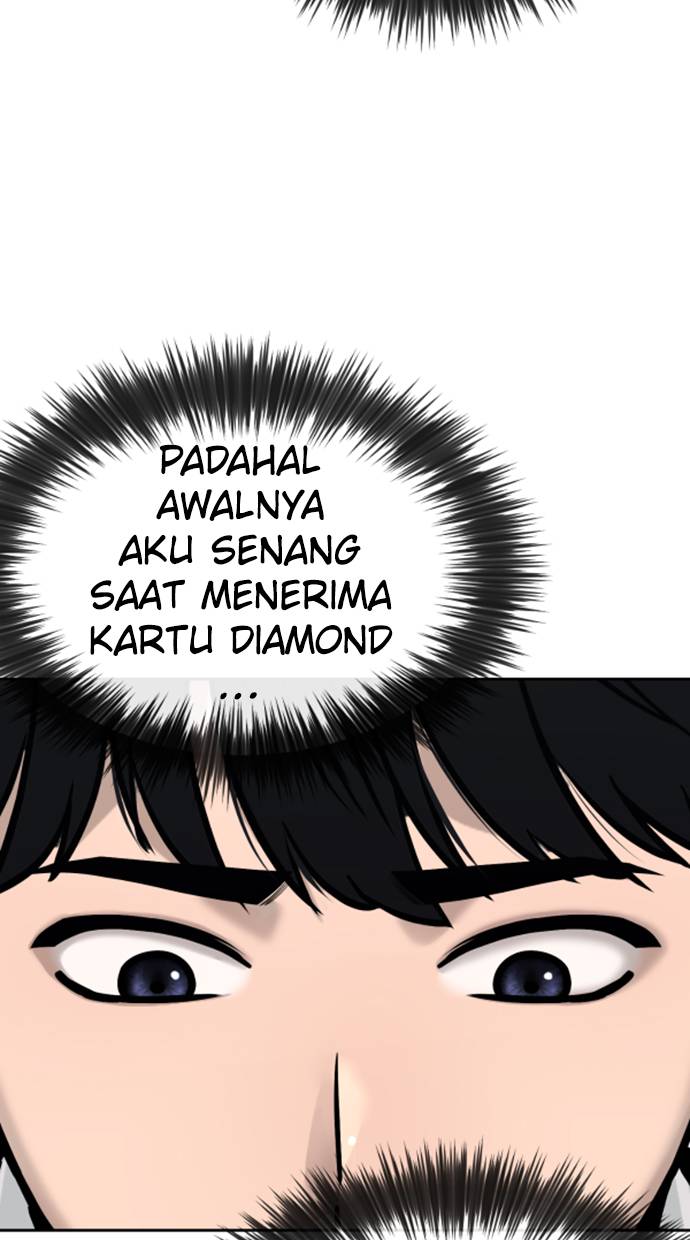 PADAHAL
AWALNYA
AKU SENANG
SAAT MENERIMA
KARTU DIAMOND
...